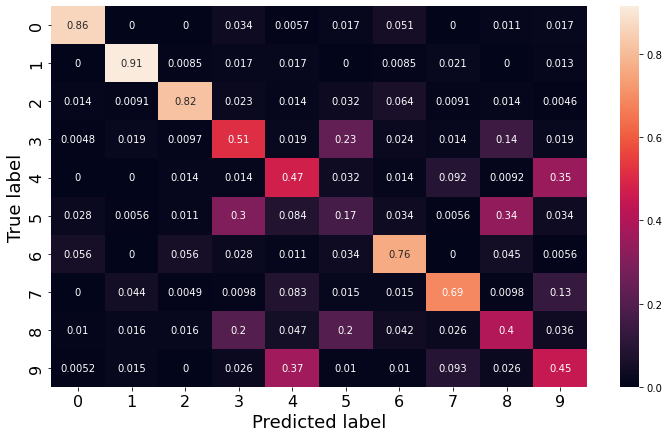 0 0.86 0 0 0.034 0.0057 0.017 0.051 0 0.011 0.017
1 0 0.91 0.0085 0.017 0.017 0 0.0085 0.021 0 0.013
2 0.014 0.0091 0.82 0.023 0.014 0.032 0.064 0.0091 0.014 0.0046
3 0.0048 0.019 0.0097 0.51 0.019 0.23 0.024 0.014 0.14 0.019
4 0 0 0.014 0.014 0.47 0.032 0.014 0.092 0.0092 0.35
5 0.028 0.0056 0.011 0.3 0.084 0.17 0.034 0.0056 0.34 0.034
6 0.056 0 0.056 0.028 0.011 0.034 0.76 0 0.045 0.0056
7 0 0.044 0.0049 0.0098 0.083 0.015 0.015 0.69 0.0098 0.13
8 0.01 0.016 0.016 0.2 0.047 0.2 0.042 0.026 0.4 0.036
9 0.0052 0.015 0 0.026 0.37 0.01 0.01 0.093 0.026 0.45
0 1 2 3 4 5 6 7 8 9
Predicted label
True label
0.8
0.6
0.4
0.2
0.0